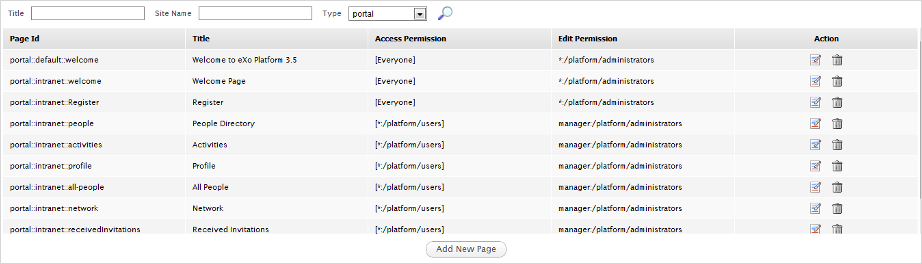 Title Site Name Type portal
Page Id Title Access Permission Edit Permission Action
portal::default::welcome Welcome to eXo Platform 3.5 [Everyone] *:/platform/administrators
portal::intranet::welcome Welcome Page [Everyone] *:/platform/administrators
portal::intranet::Register Register [Everyone] *:/platform/administrators
portal::intranet::people People Directory [*:/platform/users] manager:/platform/administrators
portal::intranet::activities Activities [*:/platform/users] manager:/platform/administrators
portal::intranet::profile Profile [*:/platform/users] manager:/platform/administrators
portal::intranet::all-people All People [*:/platform/users] manager:/platform/administrators
portal::intranet::network Network [*:/platform/users] manager:/platform/administrators
portal::intranet::receivedInvitations Received Invitations [*:/platform/users] manager:/platform/administrators
Add New Page